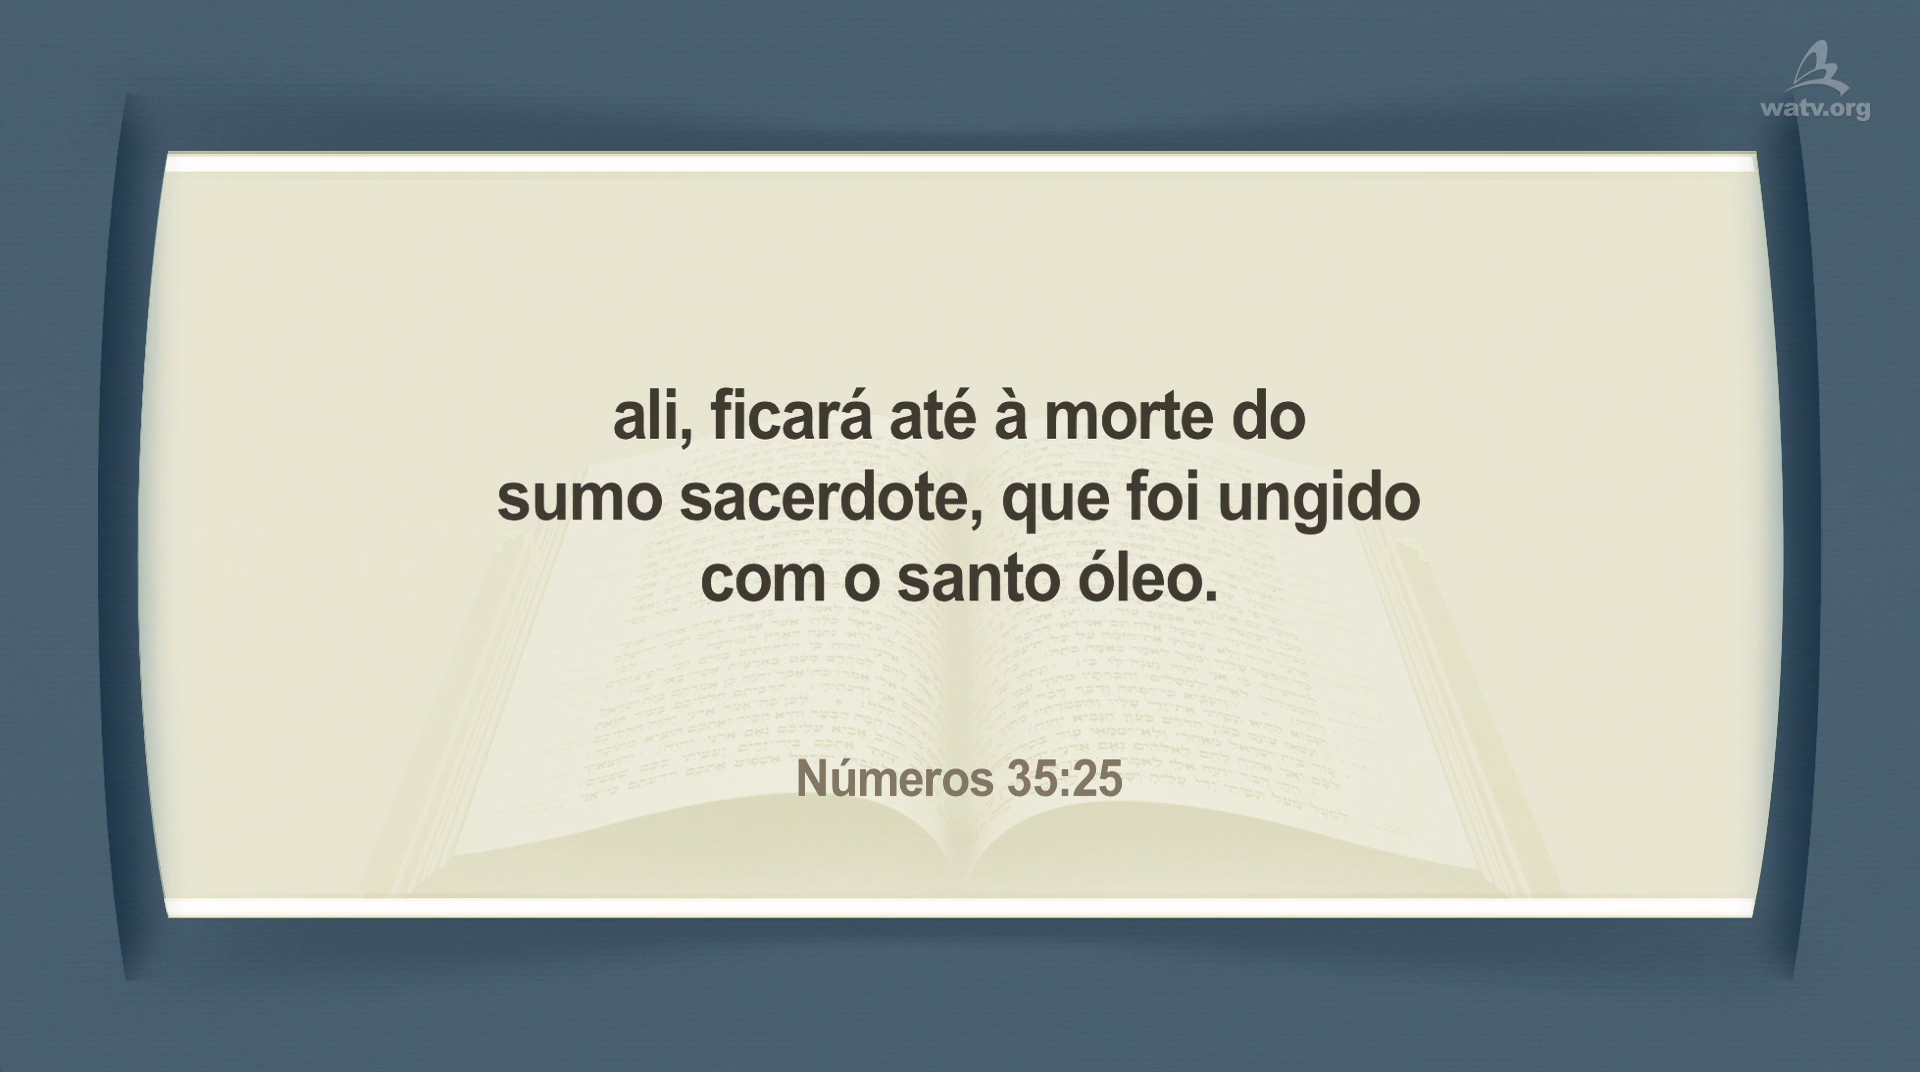 watv.org
ali, ficará até à morte do
sumo sacerdote, que foi ungido
com o santo óleo.
Números 35:25